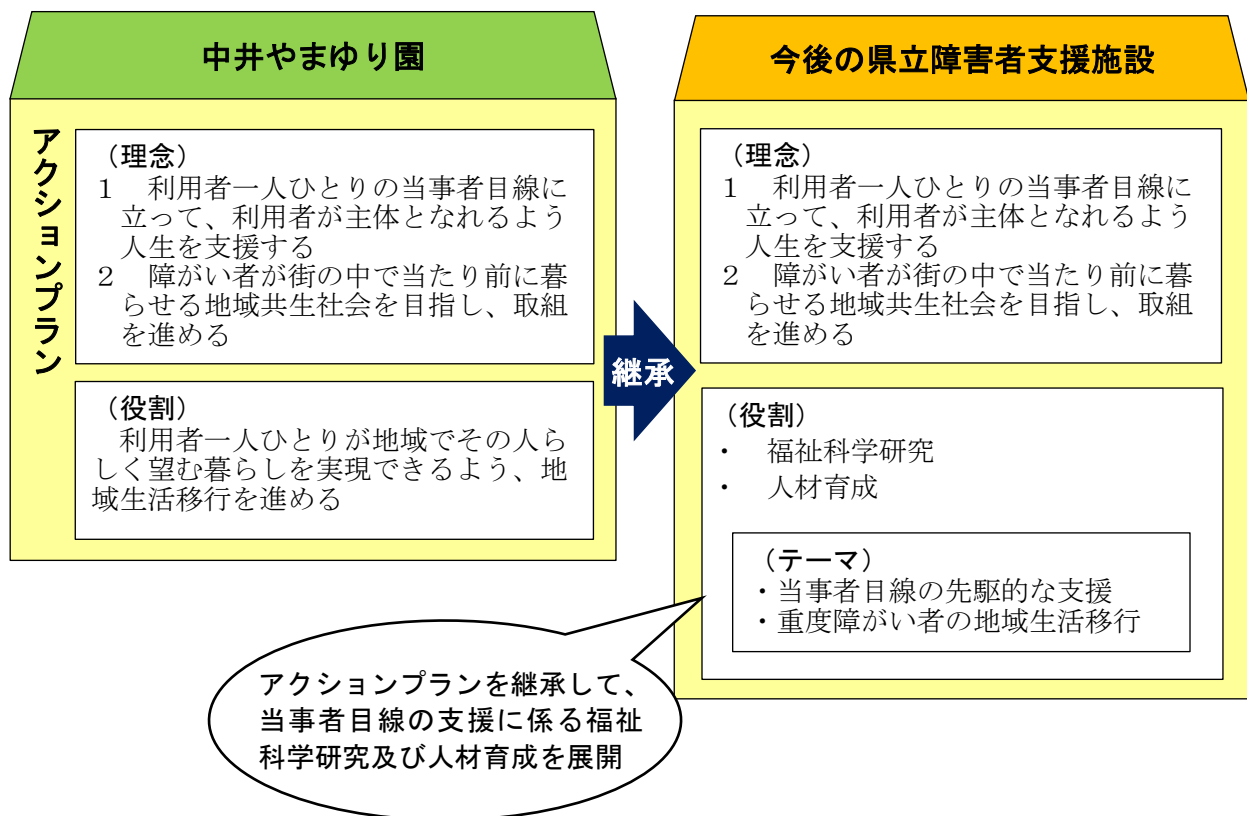 中井やまゆり園
アクションプラン
（理念）
1　利用者一人ひとりの当事者目線に
立って、利用者が主体となれるよう
人生を支援する
2　障がい者が街の中で当たり前に暮
らせる地域共生社会を目指し、取組
を進める
（役割）
利用者一人ひとりが地域でその人ら
しく望む暮らしを実現できるよう、地
域生活移行を進める
継承
今後の県立障害者支援施設
（理念）
1　利用者一人ひとりの当事者目線に
立って、利用者が主体となれるよう
人生を支援する
2　障がい者が街の中で当たり前に暮
らせる地域共生社会を目指し、取組
を進める
（役割）
・　福祉科学研究
・　人材育成
（テーマ）
・当事者目線の先駆的な支援
・重度障がい者の地域生活移行
アクションプランを継承して、
当事者目線の支援に係る福祉
科学研究及び人材育成を展開